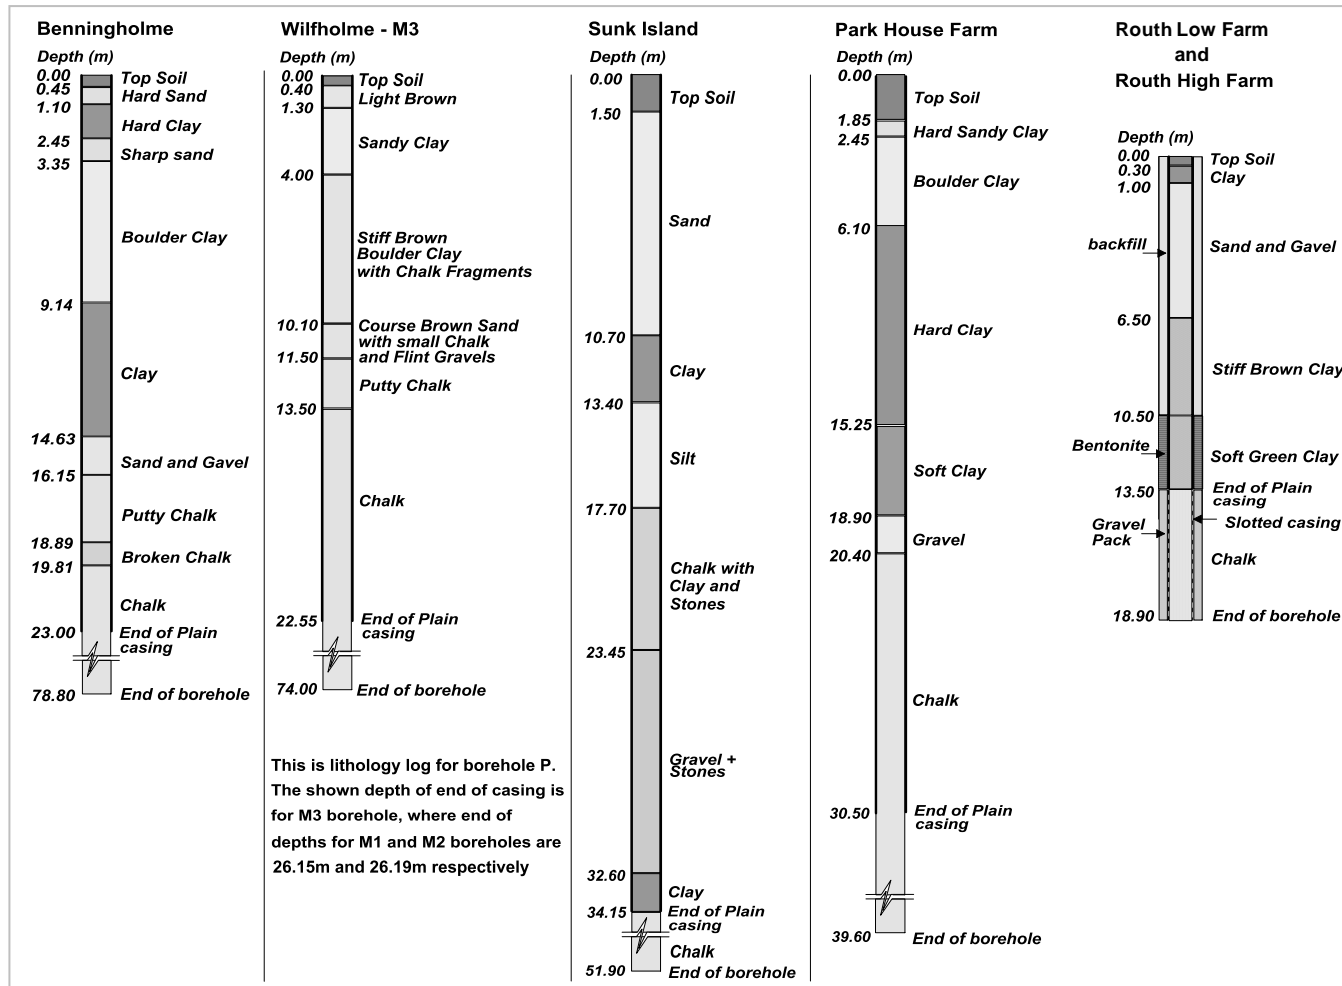 Benningholme
Depth (m)
0.00
Top Soil
0.45
Hard Sand
1.10
Hard Clay
2.45
Sharp sand
3.35
Boulder Clay
9.14
Clay
14.63
Sand and Gavel
16.15
Putty Chalk
18.89
Broken Chalk
19.81
Chalk
23.00
End of Plain
casing
78.80
End of borehole
Wilfholme - M3
Depth (m)
0.00
Top Soil
0.40
Light Brown
1.30
Sandy Clay
4.00
Stiff Brown
Boulder Clay
with Chalk Fragments
10.10
Course Brown Sand
with small Chalk
and Flint Gravels
11.50
Putty Chalk
13.50
Chalk
22.55
End of Plain
casing
74.00
End of borehole
This is lithology log for borehole P.
The shown depth of end of casing is
for M3 borehole, where end of
depths for M1 and M2 boreholes are
26.15m and 26.19m respectively
Sunk Island
Depth (m)
0.00
Top Soil
1.50
Sand
10.70
Clay
13.40
Silt
17.70
Chalk with
Clay and
Stones
23.45
Gravel +
Stones
32.60
Clay
34.15
End of Plain
casing
Chalk
51.90
End of borehole
Park House Farm
Depth (m)
0.00
Top Soil
1.85
Hard Sandy Clay
2.45
Boulder Clay
6.10
Hard Clay
15.25
Soft Clay
18.90
Gravel
20.40
Chalk
30.50
End of Plain
casing
39.60
End of borehole
Routh Low Farm
and
Routh High Farm
Depth (m)
0.00
Top Soil
0.30
Clay
1.00
backfill
Sand and Gavel
6.50
Stiff Brown Clay
10.50
Bentonite
Soft Green Clay
13.50
End of Plain
casing
Slotted casing
Gravel
Pack
Chalk
18.90
End of borehole